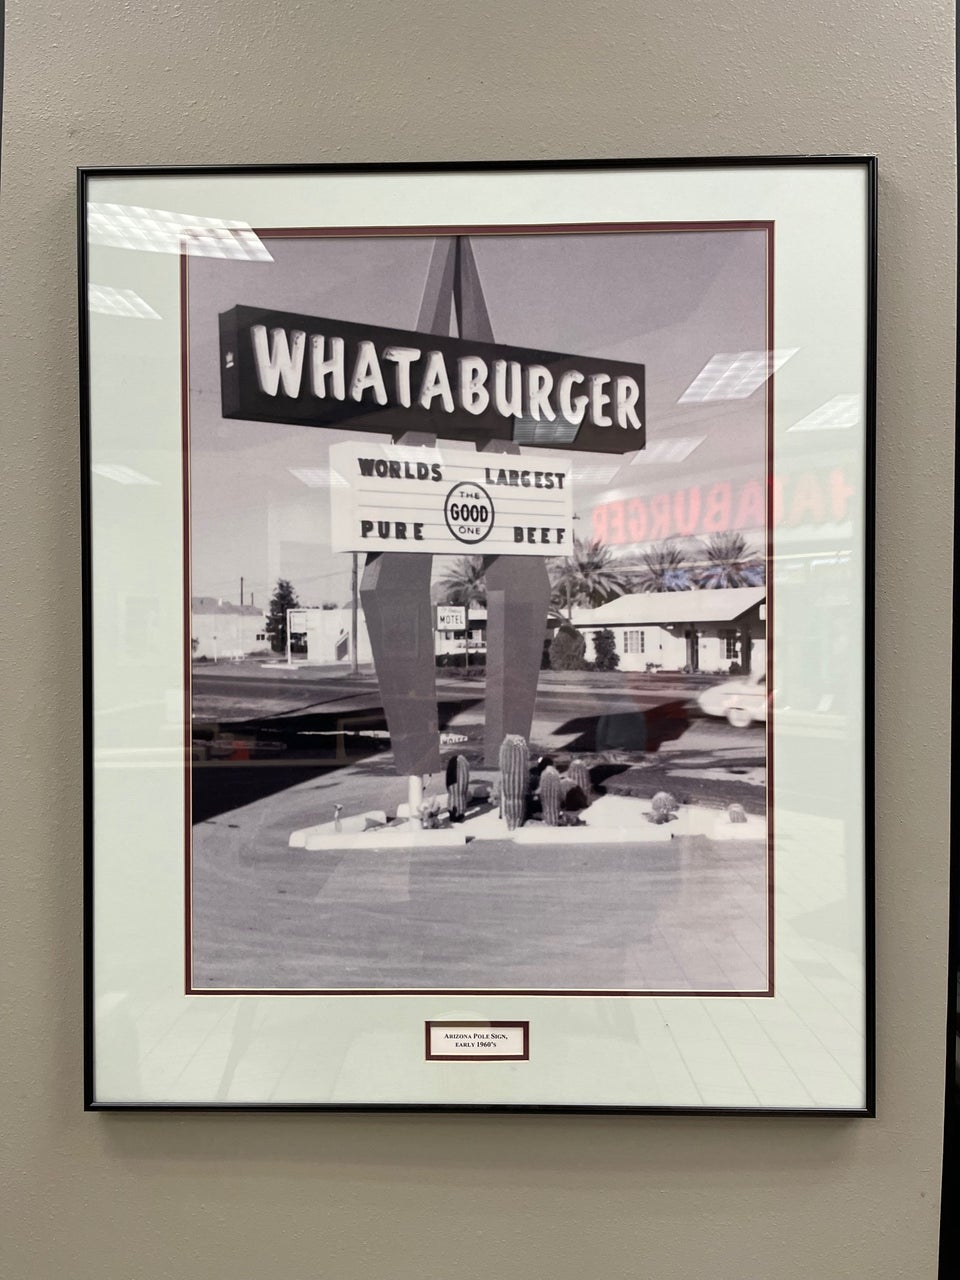 WHATABURGER
WORLDS LARGEST
THE
GOOD
ONE
PURE BEEF
MOTEL
ARIZONA POLE SIGN,
EARLY 1960'S